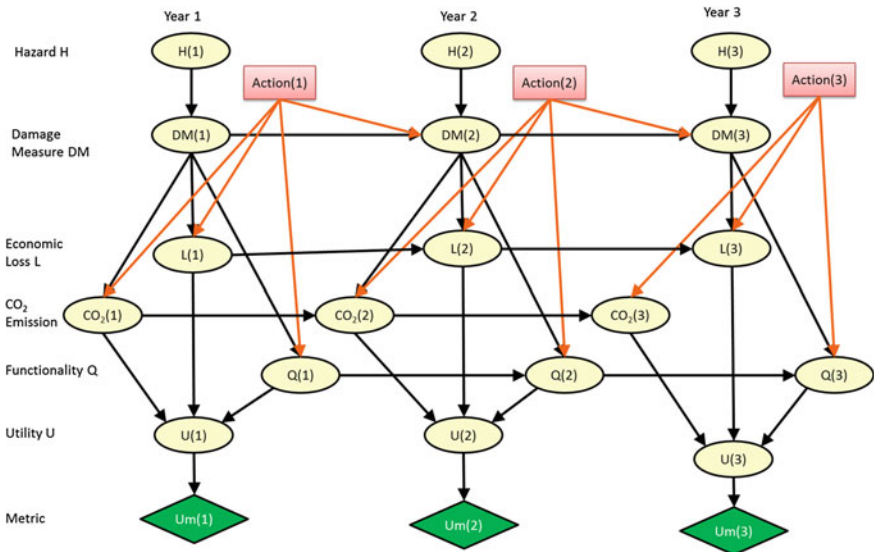 Year 1
Year 2
Year 3
Hazard H
H(1)
H(2)
H(3)
Action(1)
Action(2)
Action(3)
Damage
Measure DM
DM(1)
DM(2)
DM(3)
Economic
Loss L
L(1)
L(2)
L(3)
CO₂
Emission
CO₂(1)
CO₂(2)
CO₂(3)
Functionality Q
Q(1)
Q(2)
Q(3)
Utility U
U(1)
U(2)
U(3)
Metric
Um(1)
Um(2)
Um(3)